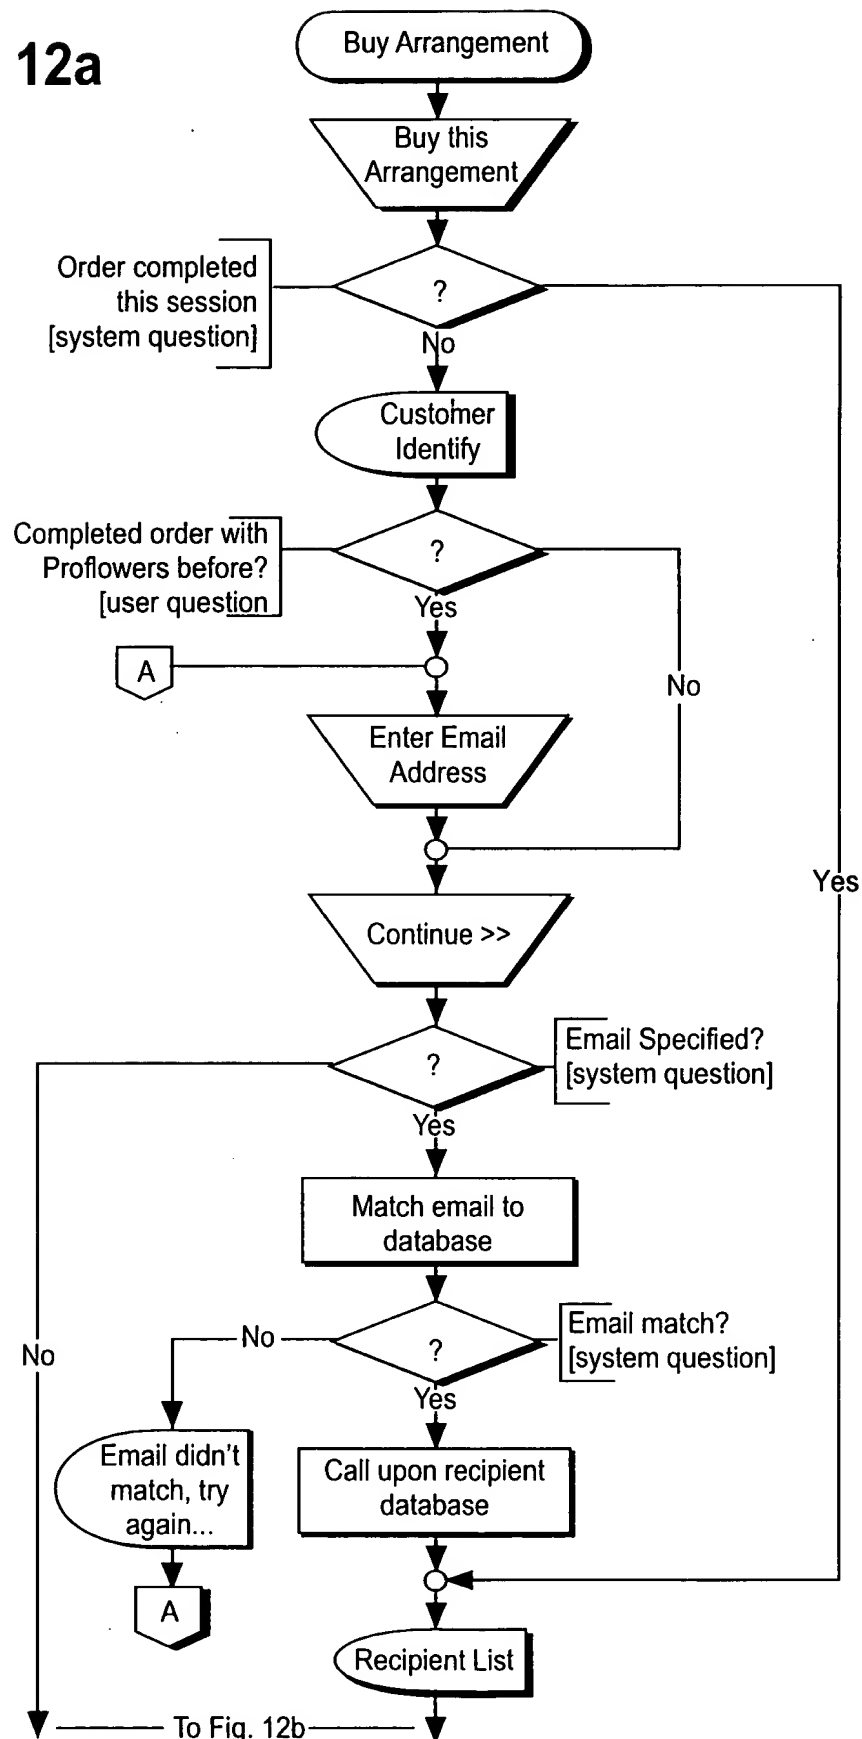 12a
Buy Arrangement
Buy this
Arrangement
Order completed
this session
[system question]
?
No
Customer
Identify
Completed order with
Proflowers before?
[user question
?
Yes
A
No
Enter Email
Address
Yes
Continue >>
Email Specified?
[system question]
?
Yes
Match email to
database
Email match?
[system question]
No
?
No
Yes
Email didn't
match, try
again...
Call upon recipient
database
A
Recipient List
To Fig. 12b